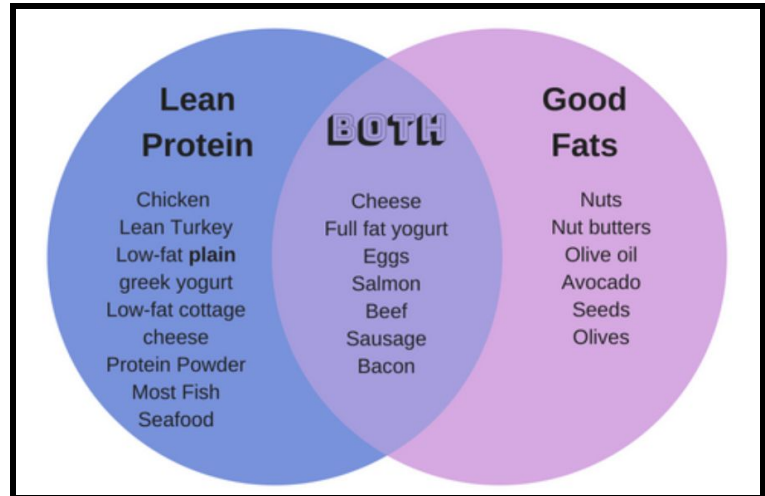 Lean
Protein
Chicken
Lean Turkey
Low-fat plain
greek yogurt
Low-fat cottage
cheese
Protein Powder
Most Fish
Seafood
BOTH
Cheese
Full fat yogurt
Eggs
Salmon
Beef
Sausage
Bacon
Good
Fats
Nuts
Nut butters
Olive oil
Avocado
Seeds
Olives